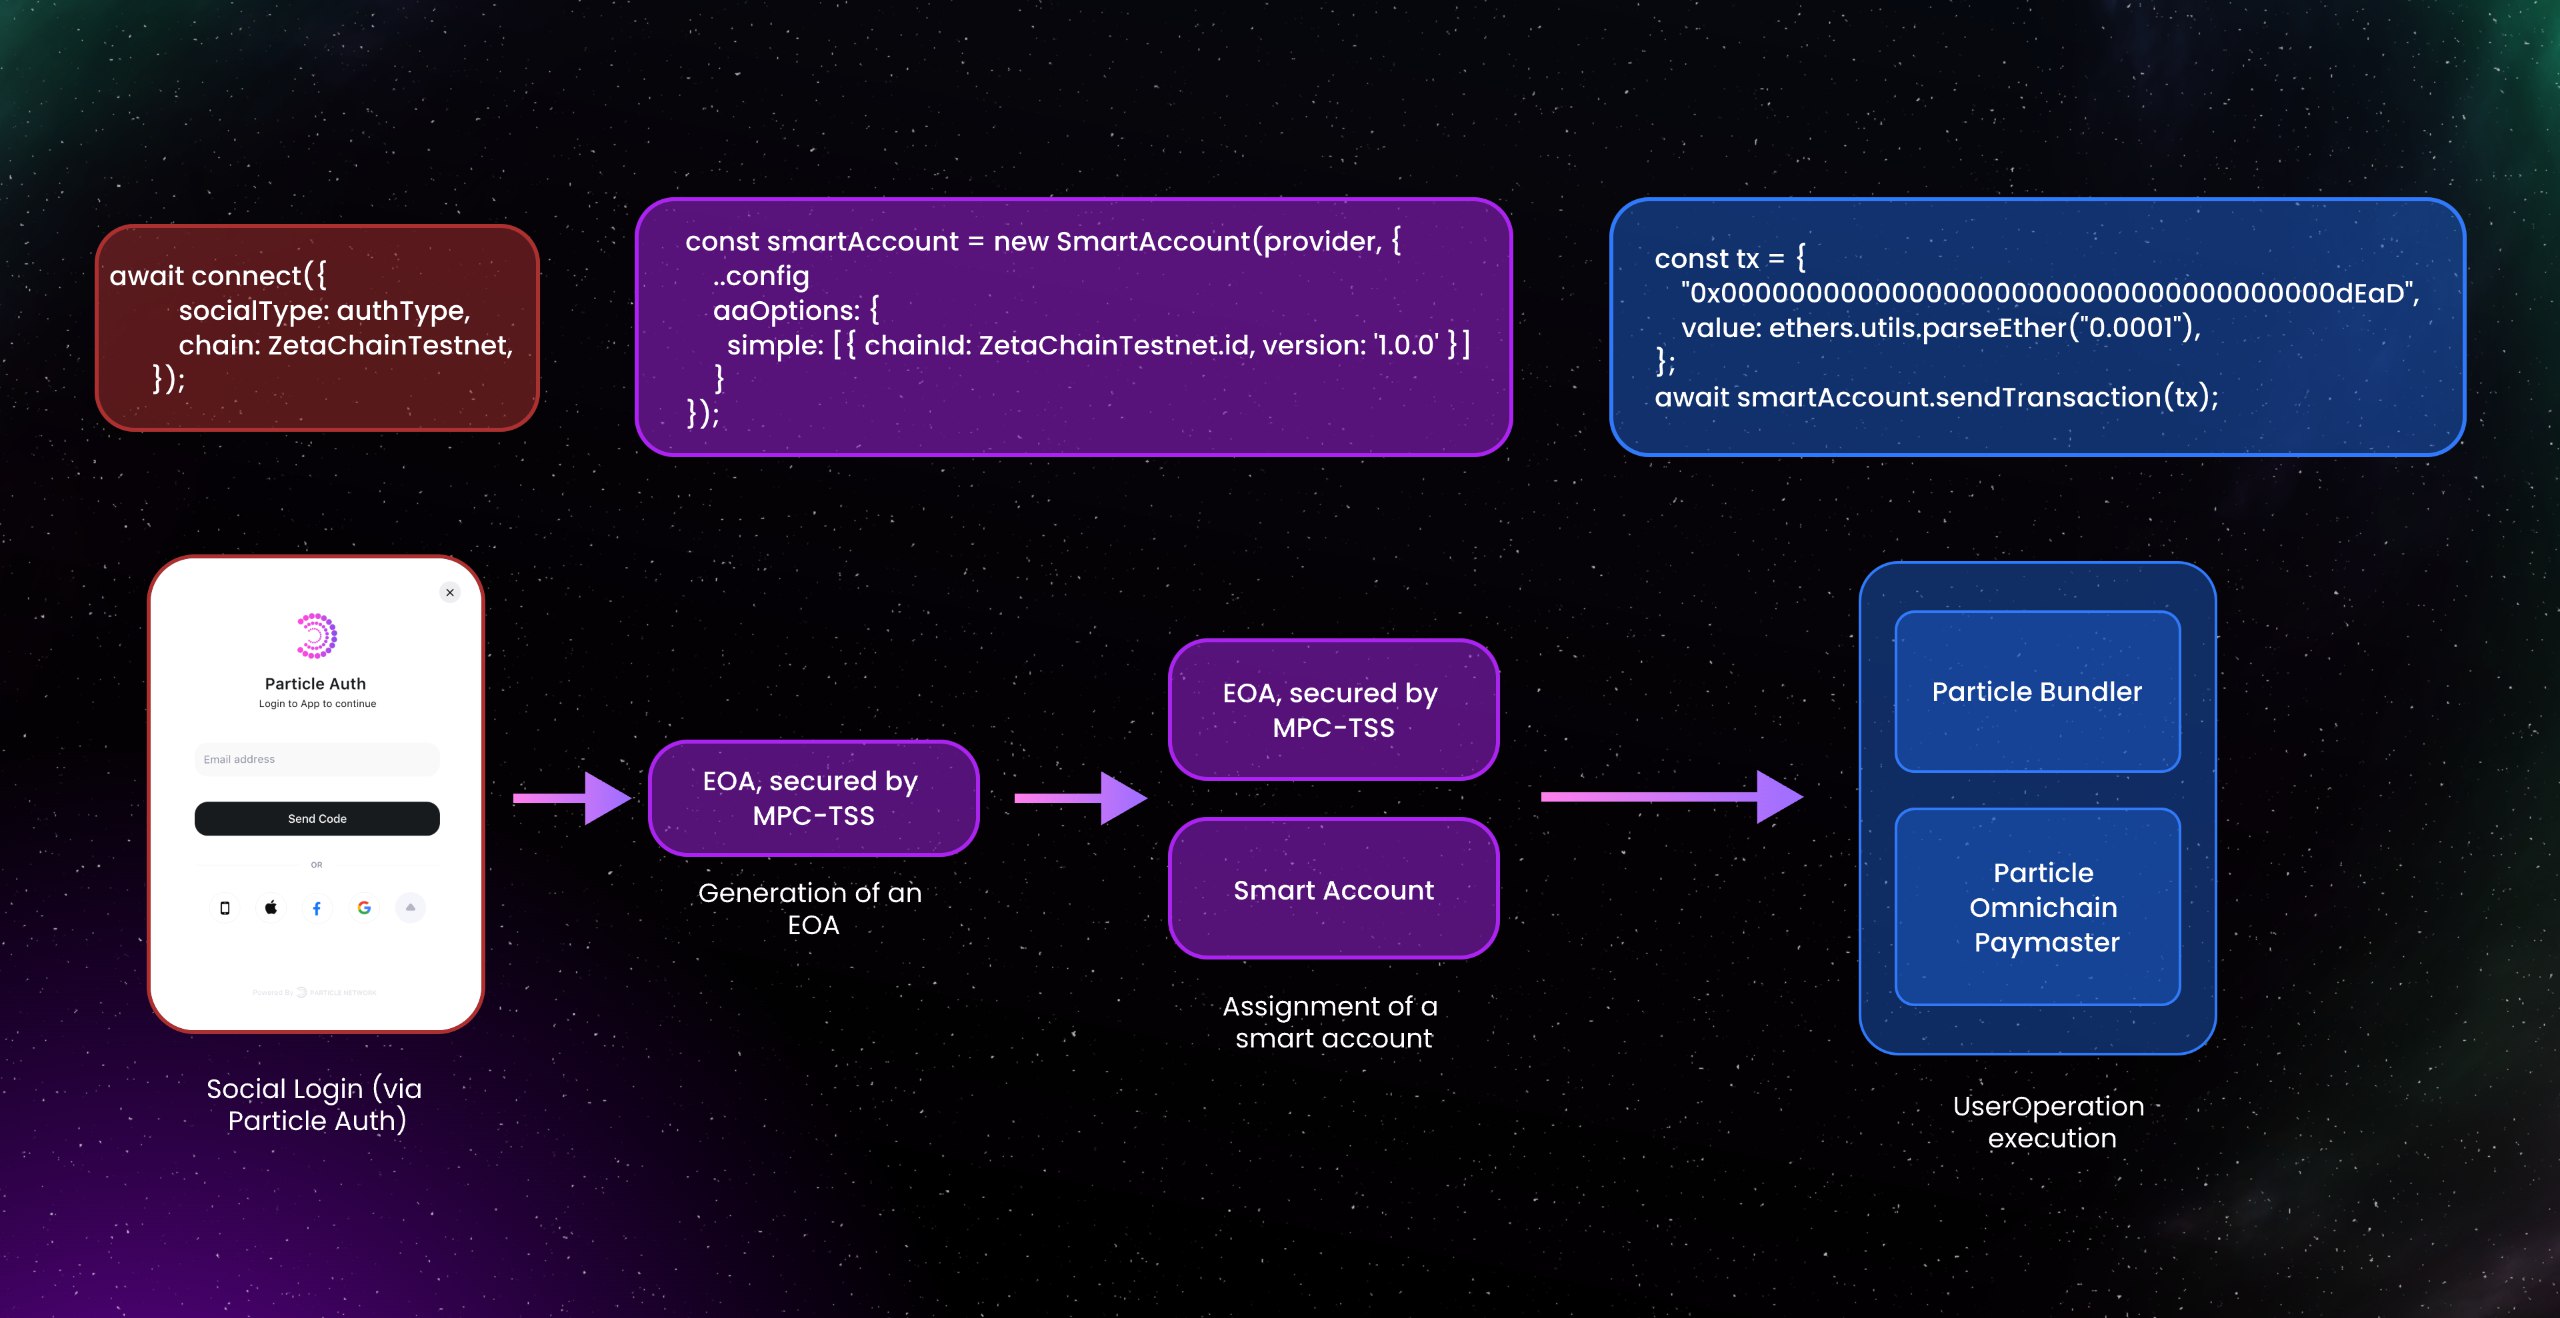 await connect({
socialType: authType,
chain: ZetaChainTestnet,
});
const smartAccount = new SmartAccount(provider, {
..config
aaOptions: {
simple: [{ chainId: ZetaChainTestnet.id, version: '1.0.0' }]
}
});
const tx = {
"0x000000000000000000000000000000000000dEaD",
value: ethers.utils.parseEther("0.0001"),
};
await smartAccount.sendTransaction(tx);
Particle Auth
Login to App to continue
Email address
Send Code
OR
Powered By PARTICLE NETWORK
Social Login (via
Particle Auth)
EOA, secured by
MPC-TSS
Generation of an
EOA
EOA, secured by
MPC-TSS
Smart Account
Assignment of a
smart account
Particle Bundler
Particle
Omnichain
Paymaster
UserOperation
execution